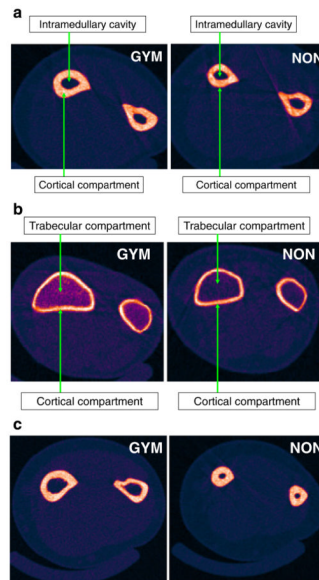 a
Intramedullary cavity Intramedullary cavity
GYM NON
Cortical compartment Cortical compartment
b
Trabecular compartment Trabecular compartment
GYM NON
Cortical compartment Cortical compartment
c
GYM NON